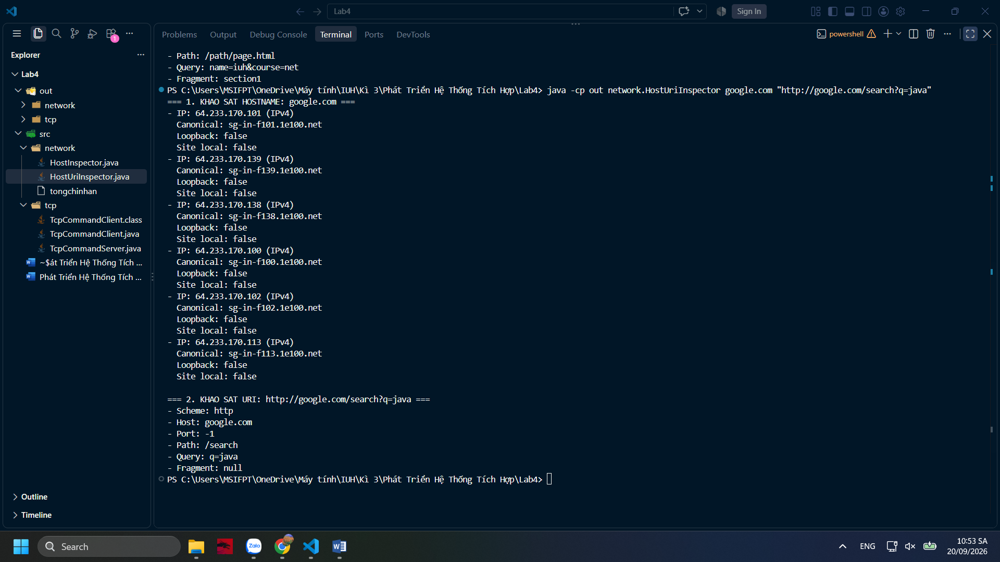 Lab4
Sign In
1
Problems
Output
Debug Console
Terminal
Ports
DevTools
powershell
Explorer
Lab4
out
network
tcp
src
network
HostInspector.java
HostUriInspector.java
tongchinhan
tcp
TcpCommandClient.class
TcpCommandClient.java
TcpCommandServer.java
~$át Triển Hệ Thống Tích ...
Phát Triển Hệ Thống Tích ...
Outline
Timeline
- Path: /path/page.html
- Query: name=iuh&course=net
- Fragment: section1
PS C:\Users\MSIFPT\OneDrive\Máy tính\IUH\Kì 3\Phát Triển Hệ Thống Tích Hợp\Lab4> java -cp out network.HostUriInspector google.com "http://google.com/search?q=java"
=== 1. KHAO SAT HOSTNAME: google.com ===
- IP: 64.233.170.101 (IPv4)
Canonical: sg-in-f101.1e100.net
Loopback: false
Site local: false
- IP: 64.233.170.139 (IPv4)
Canonical: sg-in-f139.1e100.net
Loopback: false
Site local: false
- IP: 64.233.170.138 (IPv4)
Canonical: sg-in-f138.1e100.net
Loopback: false
Site local: false
- IP: 64.233.170.100 (IPv4)
Canonical: sg-in-f100.1e100.net
Loopback: false
Site local: false
- IP: 64.233.170.102 (IPv4)
Canonical: sg-in-f102.1e100.net
Loopback: false
Site local: false
- IP: 64.233.170.113 (IPv4)
Canonical: sg-in-f113.1e100.net
Loopback: false
Site local: false
=== 2. KHAO SAT URI: http://google.com/search?q=java ===
- Scheme: http
- Host: google.com
- Port: -1
- Path: /search
- Query: q=java
- Fragment: null
PS C:\Users\MSIFPT\OneDrive\Máy tính\IUH\Kì 3\Phát Triển Hệ Thống Tích Hợp\Lab4>
Search
Zalo
ENG
10:53 SA
20/09/2026